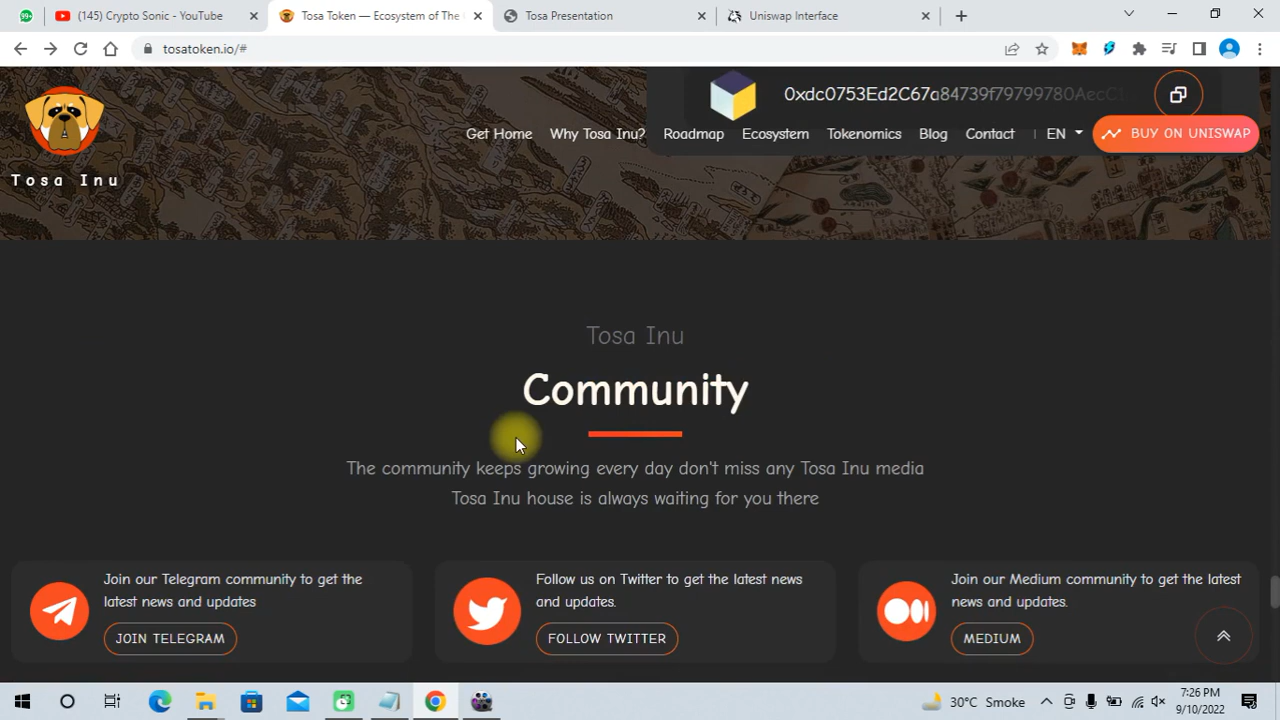 99+
(145) Crypto Sonic - YouTube
Tosa Token — Ecosystem of The
Tosa Presentation
Uniswap Interface
tosatoken.io/#
0xdc0753Ed2C67a84739f79799780AecC
Tosa Inu
Get Home
Why Tosa Inu?
Roadmap
Ecosystem
Tokenomics
Blog
Contact
EN
BUY ON UNISWAP
Tosa Inu
Community
The community keeps growing every day don't miss any Tosa Inu media
Tosa Inu house is always waiting for you there
Join our Telegram community to get the
latest news and updates
JOIN TELEGRAM
Follow us on Twitter to get the latest news
and updates.
FOLLOW TWITTER
Join our Medium community to get the latest
news and updates.
MEDIUM
30°C Smoke
7:26 PM
9/10/2022